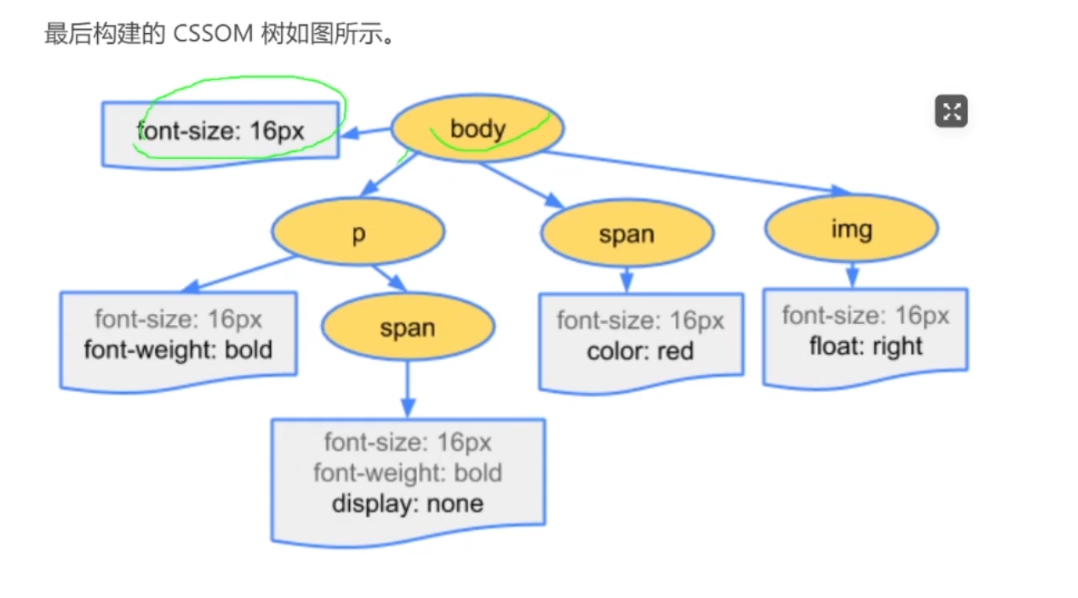 最后构建的 CSSOM 树如图所示。
font-size: 16px
body
p
span
img
font-size: 16px
font-weight: bold
span
font-size: 16px
color: red
font-size: 16px
float: right
font-size: 16px
font-weight: bold
display: none